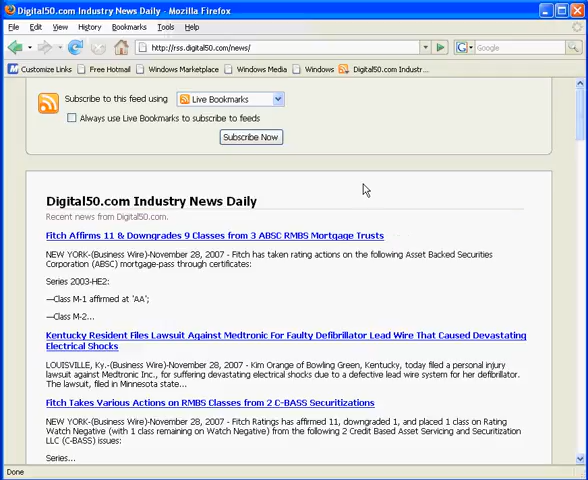 Digital50.com Industry News Daily - Mozilla Firefox
File Edit View History Bookmarks Tools Help
http://rss.digital50.com/news/ Google
Customize Links Free Hotmail Windows Marketplace Windows Media Windows Digital50.com Industr...
Subscribe to this feed using Live Bookmarks
Always use Live Bookmarks to subscribe to feeds
Subscribe Now
Digital50.com Industry News Daily
Recent news from Digital50.com.
Fitch Affirms 11 & Downgrades 9 Classes from 3 ABSC RMBS Mortgage Trusts
NEW YORK-(Business Wire)-November 28, 2007 - Fitch has taken rating actions on the following Asset Backed Securities
Corporation (ABSC) mortgage-pass through certificates:
Series 2003-HE2:
—Class M-1 affirmed at 'AA';
—Class M-2...
Kentucky Resident Files Lawsuit Against Medtronic For Faulty Defibrillator Lead Wire That Caused Devastating
Electrical Shocks
LOUISVILLE, Ky.-(Business Wire)-November 28, 2007 - Kim Orange of Bowling Green, Kentucky, today filed a personal injury
lawsuit against Medtronic Inc., for suffering devastating electrical shocks due to a defective lead wire system for her defibrillator.
The lawsuit, filed in Minnesota state...
Fitch Takes Various Actions on RMBS Classes from 2 C-BASS Securitizations
NEW YORK-(Business Wire)-November 28, 2007 - Fitch Ratings has affirmed 11, downgraded 1, and placed 1 class on Rating
Watch Negative (with 1 class remaining on Watch Negative) from the following 2 Credit Based Asset Servicing and Securitization
LLC (C-BASS) issues:
Series...
Done